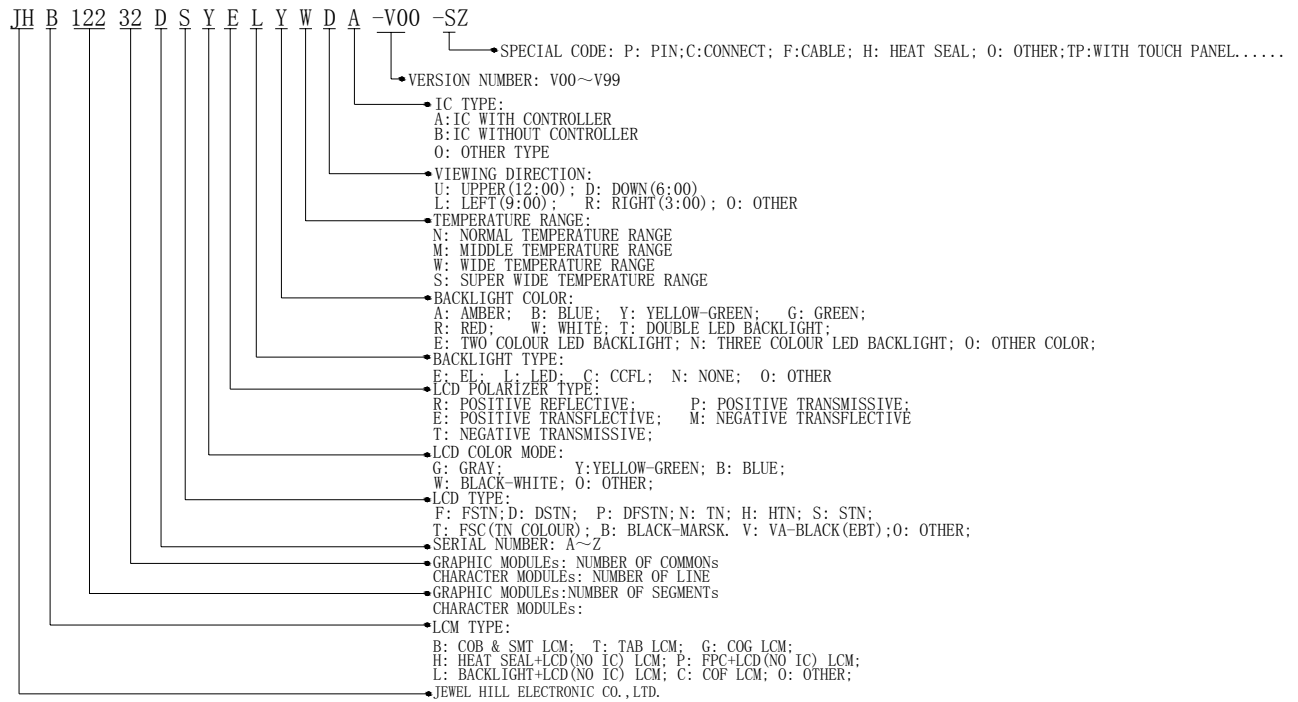 JH B 122 32 D S Y E L Y W D A -V00 -SZ
SPECIAL CODE: P: PIN;C:CONNECT; F:CABLE; H: HEAT SEAL; O: OTHER;TP:WITH TOUCH PANEL......
VERSION NUMBER: V00～V99
IC TYPE:
A:IC WITH CONTROLLER
B:IC WITHOUT CONTROLLER
O: OTHER TYPE
VIEWING DIRECTION:
U: UPPER(12:00); D: DOWN(6:00)
L: LEFT(9:00); R: RIGHT(3:00); O: OTHER
TEMPERATURE RANGE:
N: NORMAL TEMPERATURE RANGE
M: MIDDLE TEMPERATURE RANGE
W: WIDE TEMPERATURE RANGE
S: SUPER WIDE TEMPERATURE RANGE
BACKLIGHT COLOR:
A: AMBER; B: BLUE; Y: YELLOW-GREEN; G: GREEN;
R: RED; W: WHITE; T: DOUBLE LED BACKLIGHT;
E: TWO COLOUR LED BACKLIGHT; N: THREE COLOUR LED BACKLIGHT; O: OTHER COLOR;
BACKLIGHT TYPE:
E: EL; L: LED; C: CCFL; N: NONE; O: OTHER
LCD POLARIZER TYPE:
R: POSITIVE REFLECTIVE; P: POSITIVE TRANSMISSIVE;
E: POSITIVE TRANSFLECTIVE; M: NEGATIVE TRANSFLECTIVE
T: NEGATIVE TRANSMISSIVE;
LCD COLOR MODE:
G: GRAY; Y:YELLOW-GREEN; B: BLUE;
W: BLACK-WHITE; O: OTHER;
LCD TYPE:
F: FSTN;D: DSTN; P: DFSTN;N: TN; H: HTN; S: STN;
T: FSC(TN COLOUR); B: BLACK-MARSK. V: VA-BLACK(EBT);O: OTHER;
SERIAL NUMBER: A～Z
GRAPHIC MODULEs: NUMBER OF COMMONs
CHARACTER MODULEs: NUMBER OF LINE
GRAPHIC MODULEs:NUMBER OF SEGMENTs
CHARACTER MODULEs:
LCM TYPE:
B: COB & SMT LCM; T: TAB LCM; G: COG LCM;
H: HEAT SEAL+LCD(NO IC) LCM; P: FPC+LCD(NO IC) LCM;
L: BACKLIGHT+LCD(NO IC) LCM; C: COF LCM; O: OTHER;
JEWEL HILL ELECTRONIC CO.,LTD.